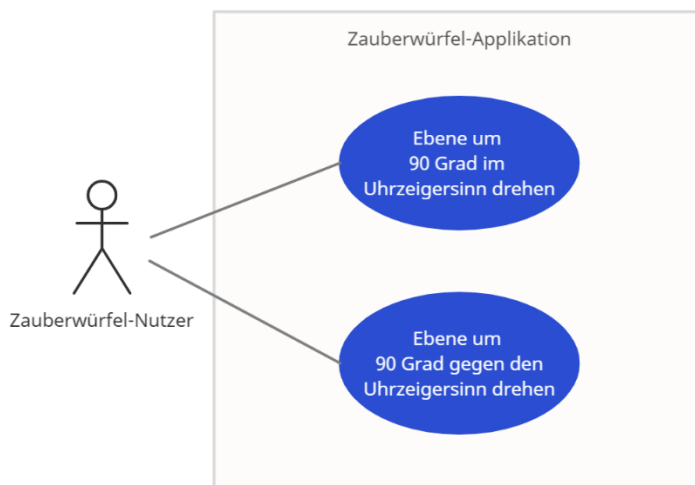 Zauberwürfel-Applikation
Ebene um
90 Grad im
Uhrzeigersinn drehen
Zauberwürfel-Nutzer
Ebene um
90 Grad gegen den
Uhrzeigersinn drehen